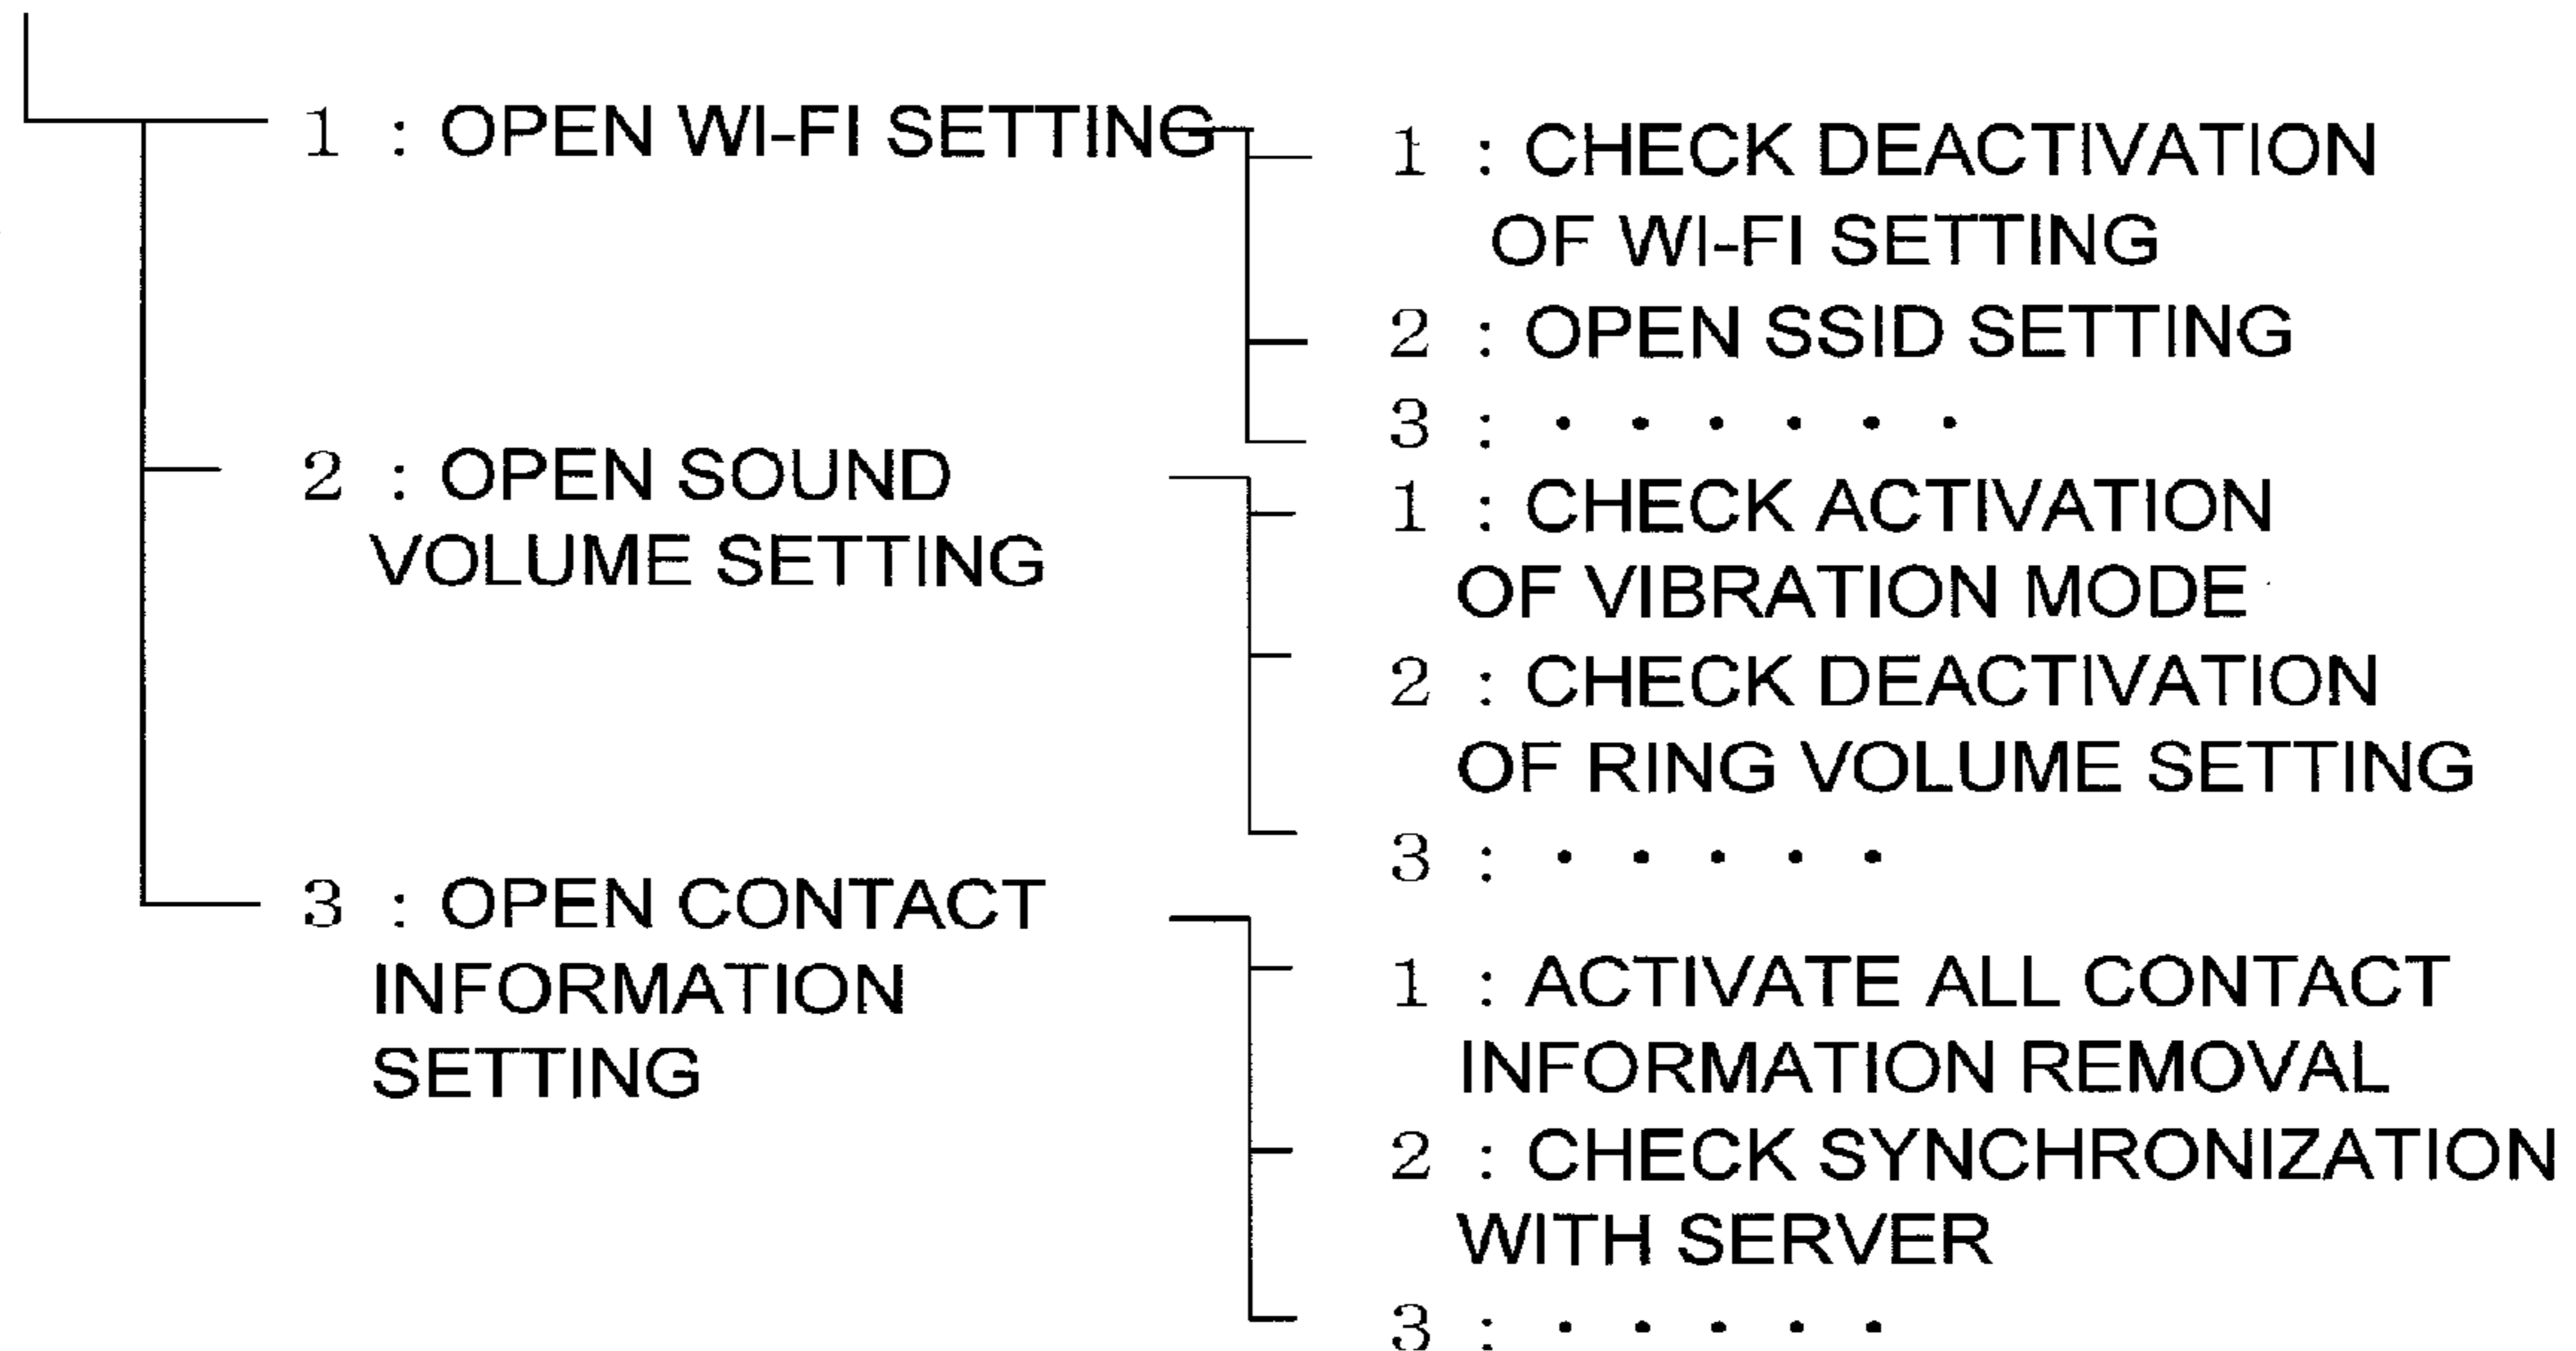 1 : OPEN WI-FI SETTING
1 : CHECK DEACTIVATION
OF WI-FI SETTING
2 : OPEN SSID SETTING
3 : ・・・・・・
2 : OPEN SOUND
VOLUME SETTING
1 : CHECK ACTIVATION
OF VIBRATION MODE
2 : CHECK DEACTIVATION
OF RING VOLUME SETTING
3 : ・・・・・
3 : OPEN CONTACT
INFORMATION
SETTING
1 : ACTIVATE ALL CONTACT
INFORMATION REMOVAL
2 : CHECK SYNCHRONIZATION
WITH SERVER
3 : ・・・・・